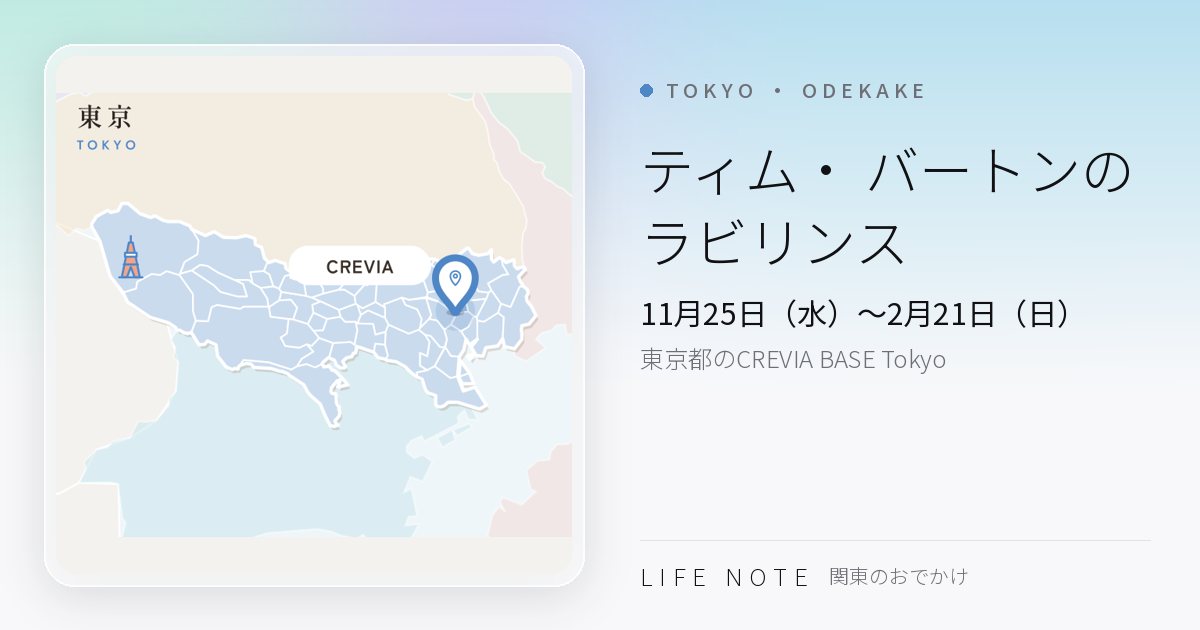 東京
TOKYO
CREVIA
TOKYO • ODEKAKE
ティム・ バートンの
ラビリンス
11月25日（水）〜2月21日（日）
東京都のCREVIA BASE Tokyo
LIFE NOTE 関東のおでかけ